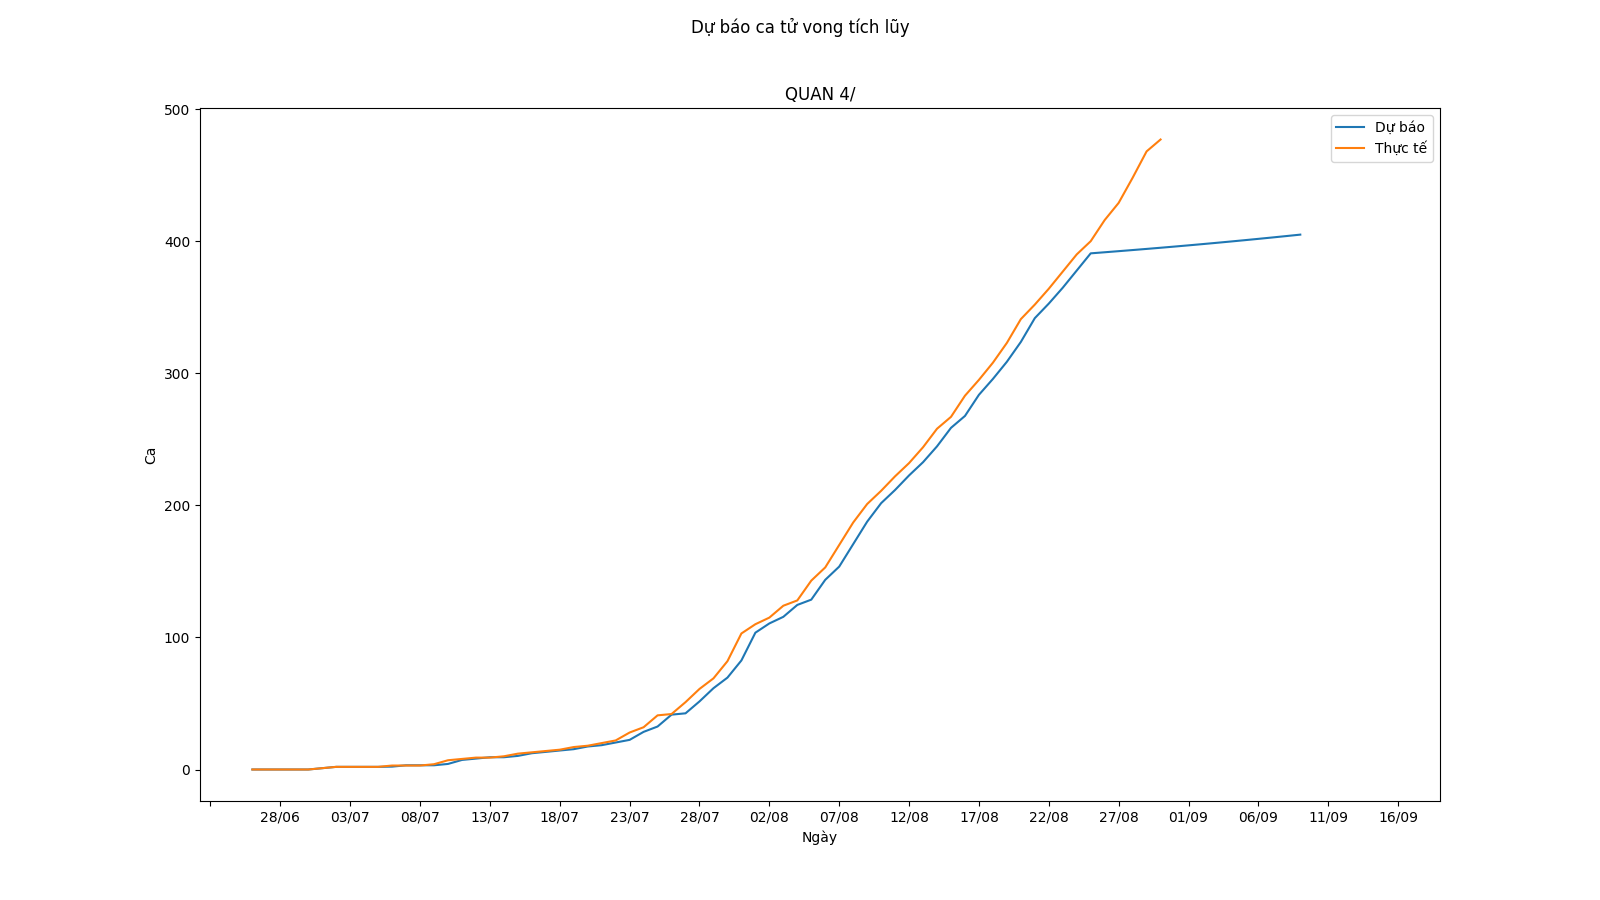 Dự báo ca tử vong tích lũy
QUAN 4/
500
400
300
200
100
0
Ca
Dự báo
Thực tế
28/06 03/07 08/07 13/07 18/07 23/07 28/07 02/08 07/08 12/08 17/08 22/08 27/08 01/09 06/09 11/09 16/09
Ngày